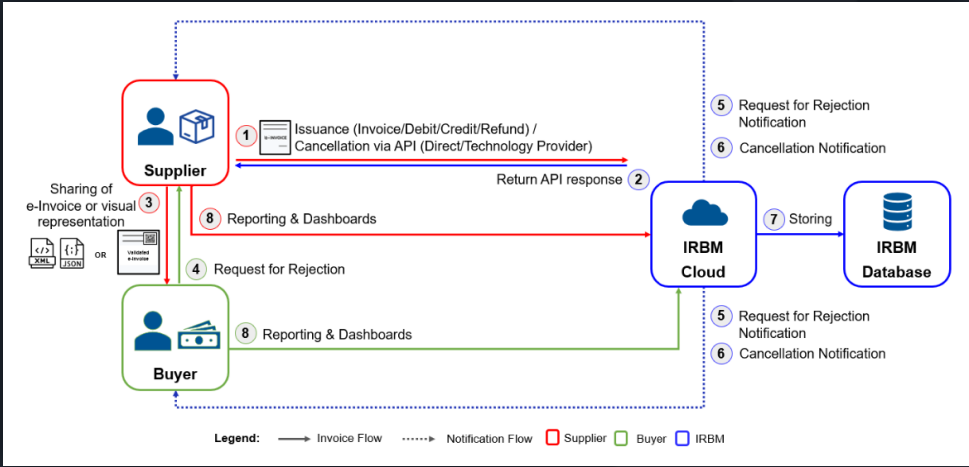 5 Request for Rejection
Notification
6 Cancellation Notification
1 E-INVOICE Issuance (Invoice/Debit/Credit/Refund) /
Cancellation via API (Direct/Technology Provider)
Supplier
Return API response 2
Sharing of
e-Invoice or visual
representation
3
</>
XML
{;}
JSON
OR
Validated
e-Invoice
8 Reporting & Dashboards
4 Request for Rejection
IRBM
Cloud
7 Storing
IRBM
Database
8 Reporting & Dashboards
Buyer
5 Request for Rejection
Notification
6 Cancellation Notification
Legend: Invoice Flow Notification Flow Supplier Buyer IRBM